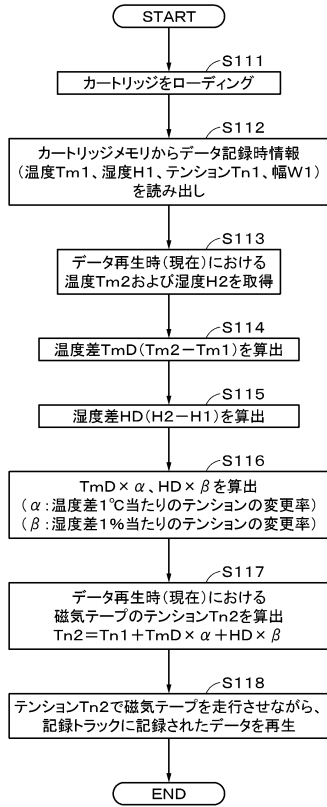 START
S111
カートリッジをローディング
S112
カートリッジメモリからデータ記録時情報
(温度Tm1、湿度H1、テンションTn1、幅W1)
を読み出し
S113
データ再生時(現在)における
温度Tm2および湿度H2を取得
S114
温度差TmD(Tm2−Tm1)を算出
S115
湿度差HD(H2−H1)を算出
S116
TmD×α、HD×βを算出
(α:温度差1℃当たりのテンションの変更率)
(β:湿度差1%当たりのテンションの変更率)
S117
データ再生時(現在)における
磁気テープのテンションTn2を算出
Tn2=Tn1+TmD×α+HD×β
S118
テンションTn2で磁気テープを走行させながら、
記録トラックに記録されたデータを再生
END